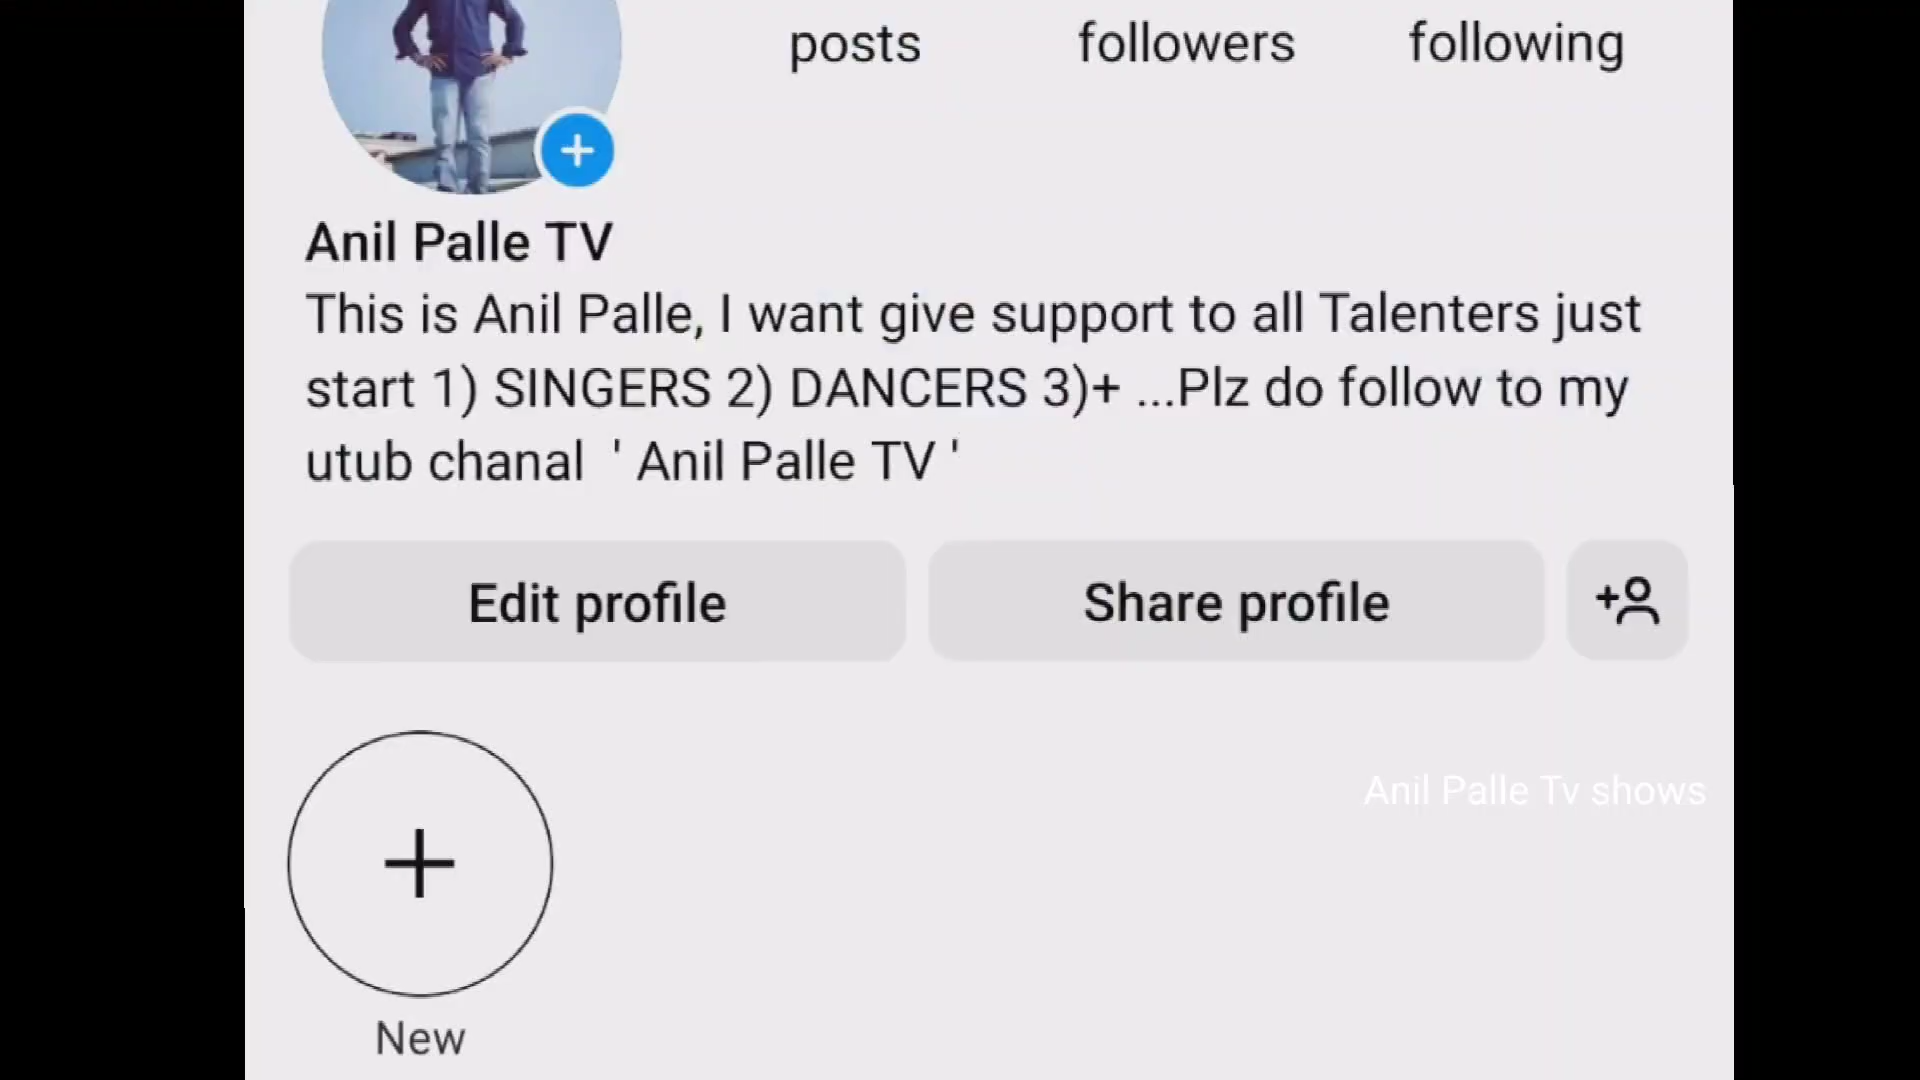 posts followers following
Anil Palle TV
This is Anil Palle, I want give support to all Talenters just
start 1) SINGERS 2) DANCERS 3)+ ...Plz do follow to my
utub chanal ' Anil Palle TV '
Edit profile Share profile
Anil Palle Tv shows
New